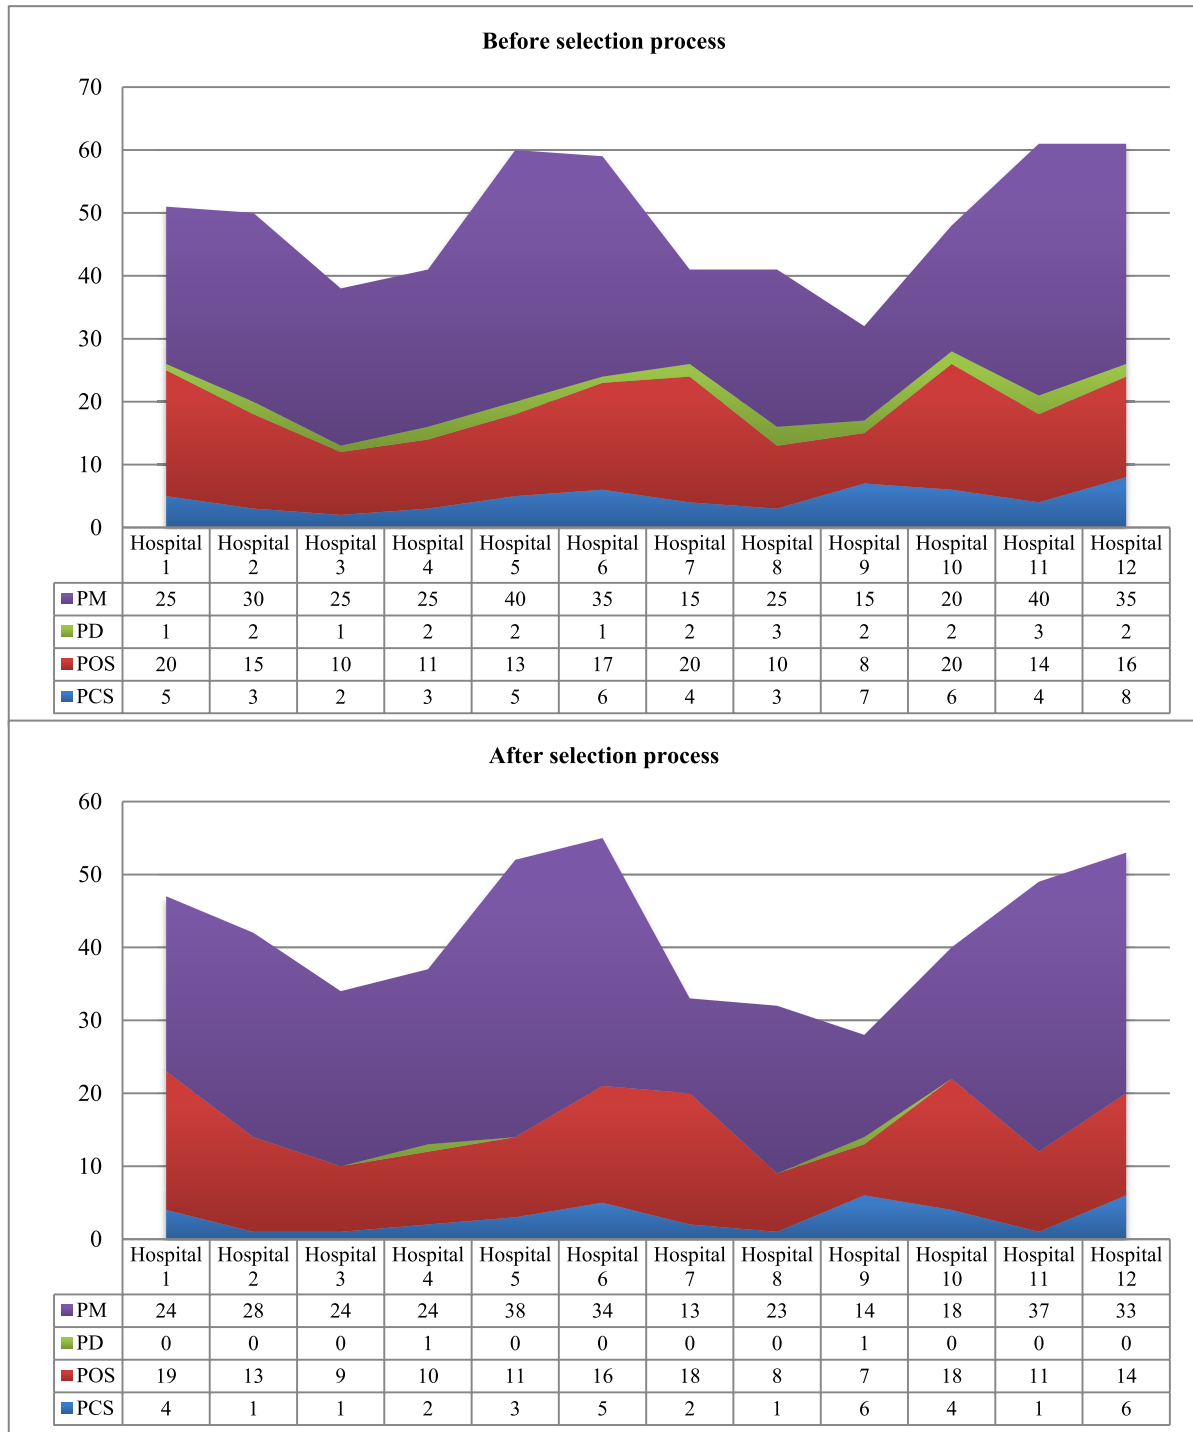 Before selection process
70
60
50
40
30
20
10
0
Hospital 1 Hospital 2 Hospital 3 Hospital 4 Hospital 5 Hospital 6 Hospital 7 Hospital 8 Hospital 9 Hospital 10 Hospital 11 Hospital 12
PM 25 30 25 25 40 35 15 25 15 20 40 35
PD 1 2 1 2 2 1 2 3 2 2 3 2
POS 20 15 10 11 13 17 20 10 8 20 14 16
PCS 5 3 2 3 5 6 4 3 7 6 4 8
After selection process
60
50
40
30
20
10
0
Hospital 1 Hospital 2 Hospital 3 Hospital 4 Hospital 5 Hospital 6 Hospital 7 Hospital 8 Hospital 9 Hospital 10 Hospital 11 Hospital 12
PM 24 28 24 24 38 34 13 23 14 18 37 33
PD 0 0 0 1 0 0 0 0 1 0 0 0
POS 19 13 9 10 11 16 18 8 7 18 11 14
PCS 4 1 1 2 3 5 2 1 6 4 1 6